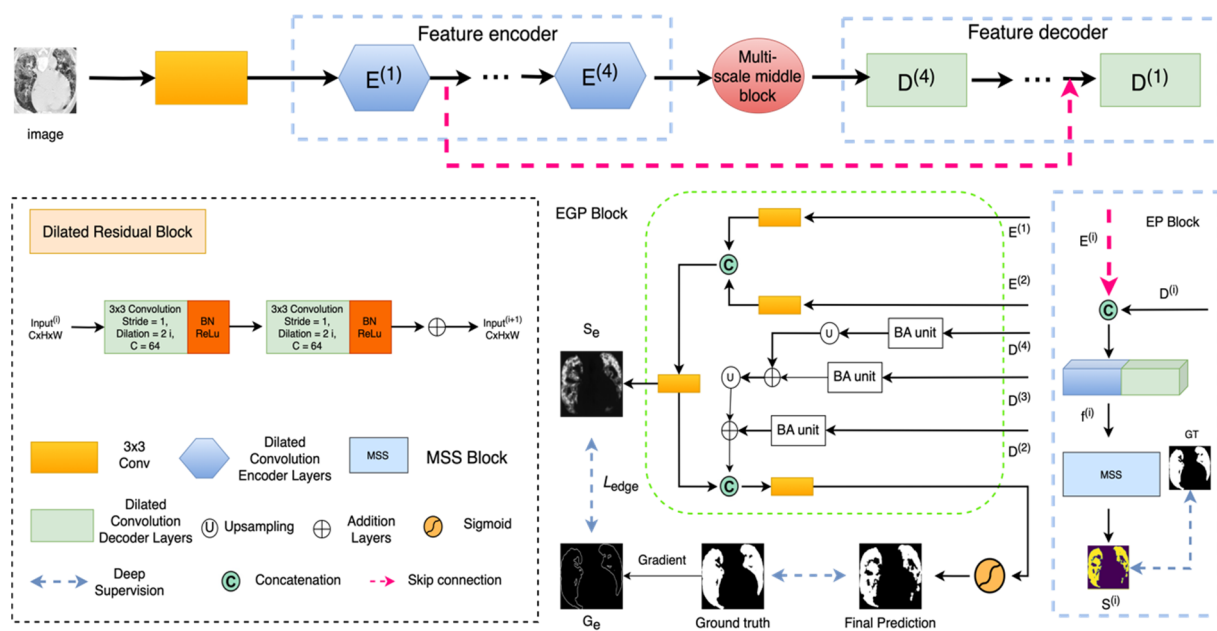 Feature encoder
Feature decoder
image
E(1)
...
E(4)
Multi-
scale middle
block
D(4)
...
D(1)
Dilated Residual Block
Input(i)
CxHxW
3x3 Convolution
Stride = 1,
Dilation = 2 i,
C = 64
BN
ReLu
3x3 Convolution
Stride = 1,
Dilation = 2 i,
C = 64
BN
ReLu
Input(i+1)
CxHxW
3x3
Conv
Dilated
Convolution
Encoder Layers
MSS
MSS Block
Dilated
Convolution
Decoder Layers
U
Upsampling
Addition
Layers
Sigmoid
Deep
Supervision
C
Concatenation
Skip connection
EGP Block
E(1)
C
E(2)
Se
U
BA unit
D(4)
U
BA unit
D(3)
BA unit
D(2)
C
Ledge
Gradient
Ge
Ground truth
Final Prediction
EP Block
E(i)
D(i)
C
f(i)
GT
MSS
S(i)